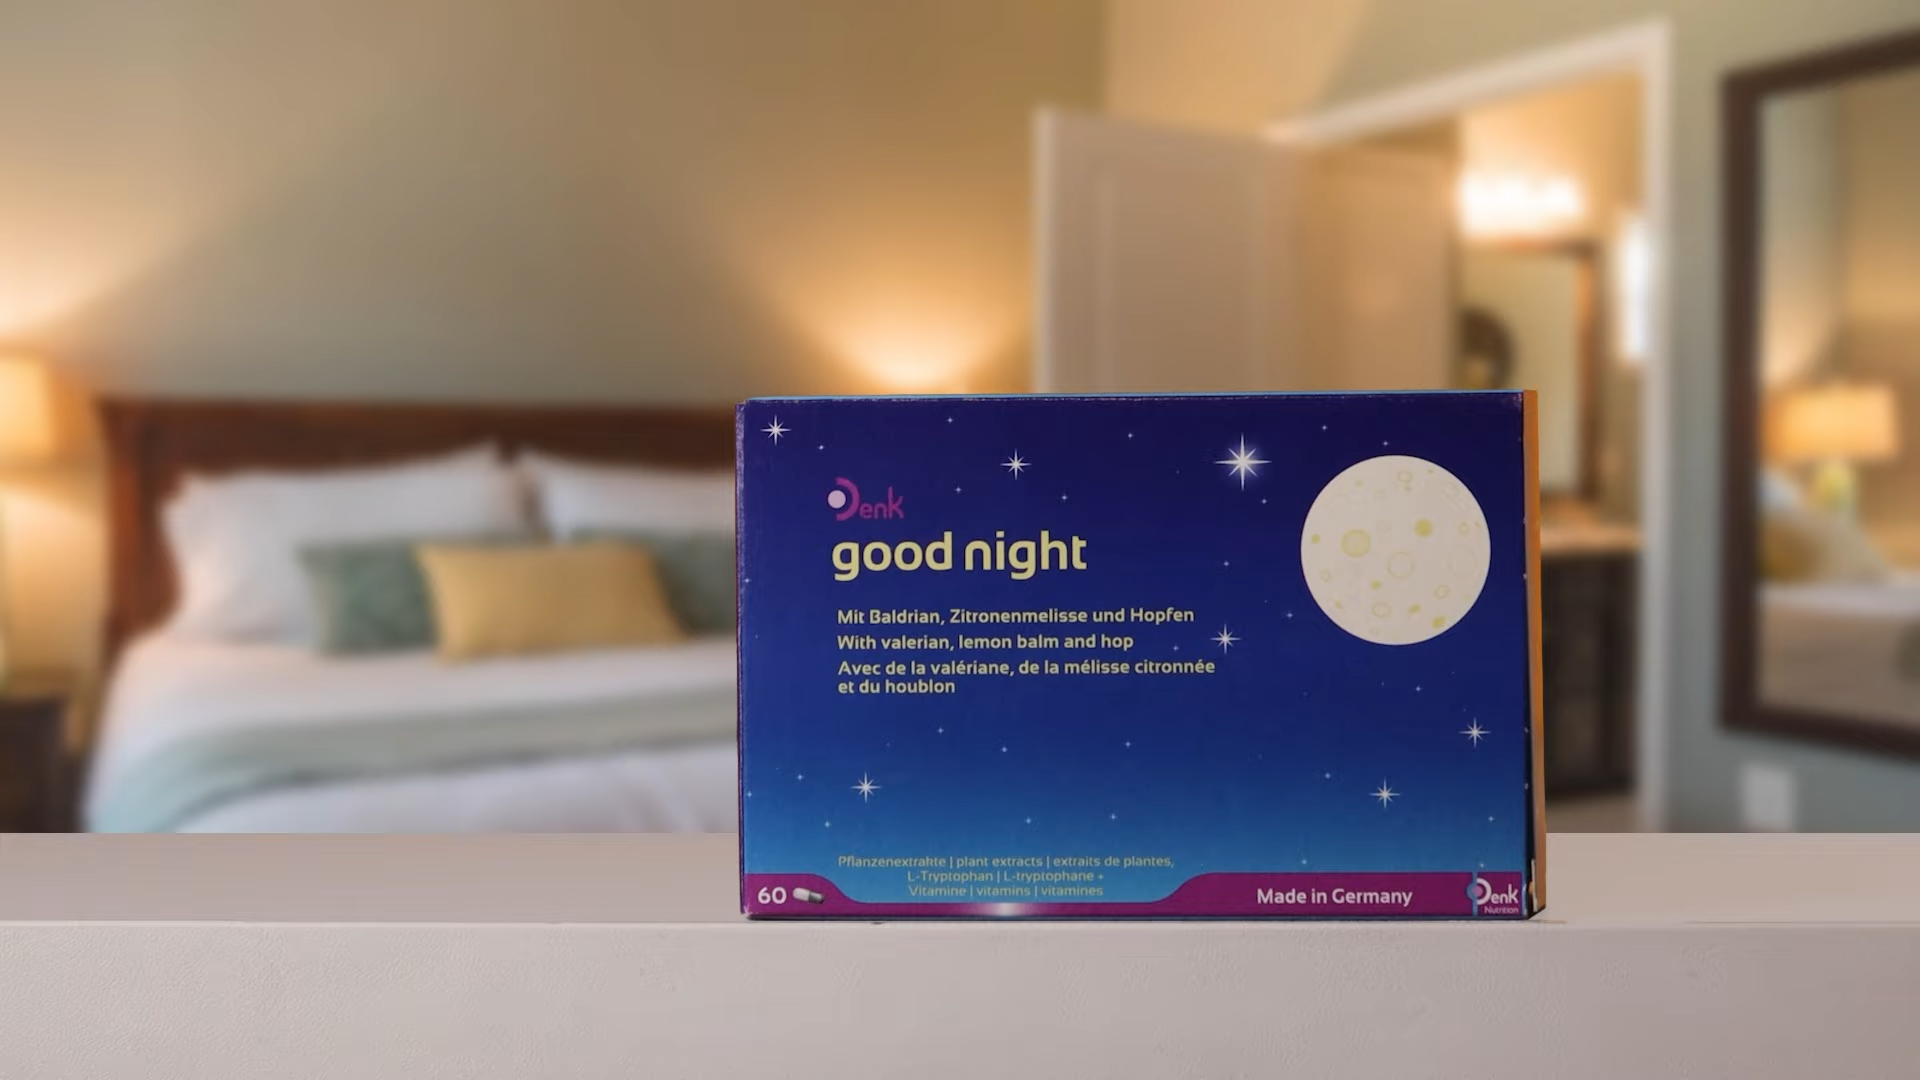 Denk
good night
Mit Baldrian, Zitronenmelisse und Hopfen
With valerian, lemon balm and hop
Avec de la valériane, de la mélisse citronnée
et du houblon
Pflanzenextrakte | plant extracts | extraits de plantes,
L-Tryptophan | L-tryptophane +
Vitamine | vitamins | vitamines
60
Made in Germany
Denk
Nutrition